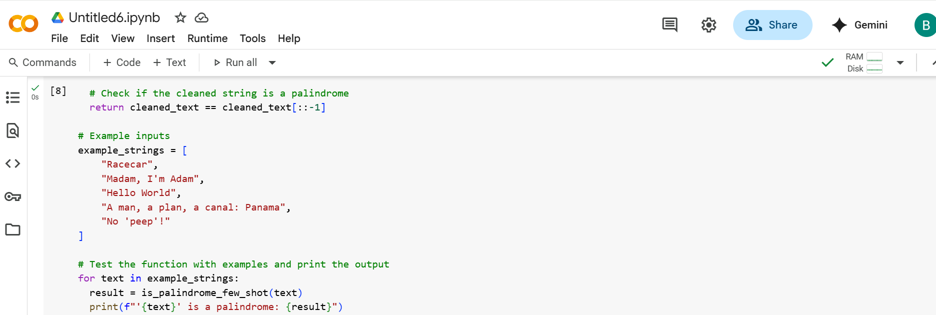 CO Untitled6.ipynb
File Edit View Insert Runtime Tools Help
Share
Gemini
B
Commands + Code + Text Run all
RAM
Disk
[8]
0s
# Check if the cleaned string is a palindrome
return cleaned_text == cleaned_text[::-1]
# Example inputs
example_strings = [
"Racecar",
"Madam, I'm Adam",
"Hello World",
"A man, a plan, a canal: Panama",
"No 'peep'!"
]
# Test the function with examples and print the output
for text in example_strings:
result = is_palindrome_few_shot(text)
print(f"'{text}' is a palindrome: {result}")